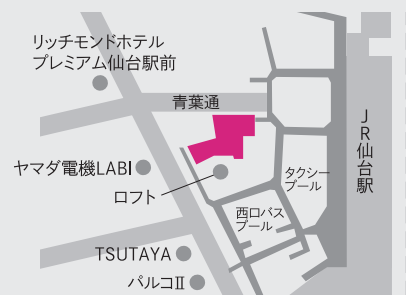 リッチモンドホテル
プレミアム仙台駅前
青葉通
JR仙台駅
ヤマダ電機LABI
ロフト
タクシー
プール
西口バス
プール
TSUTAYA
パルコⅡ